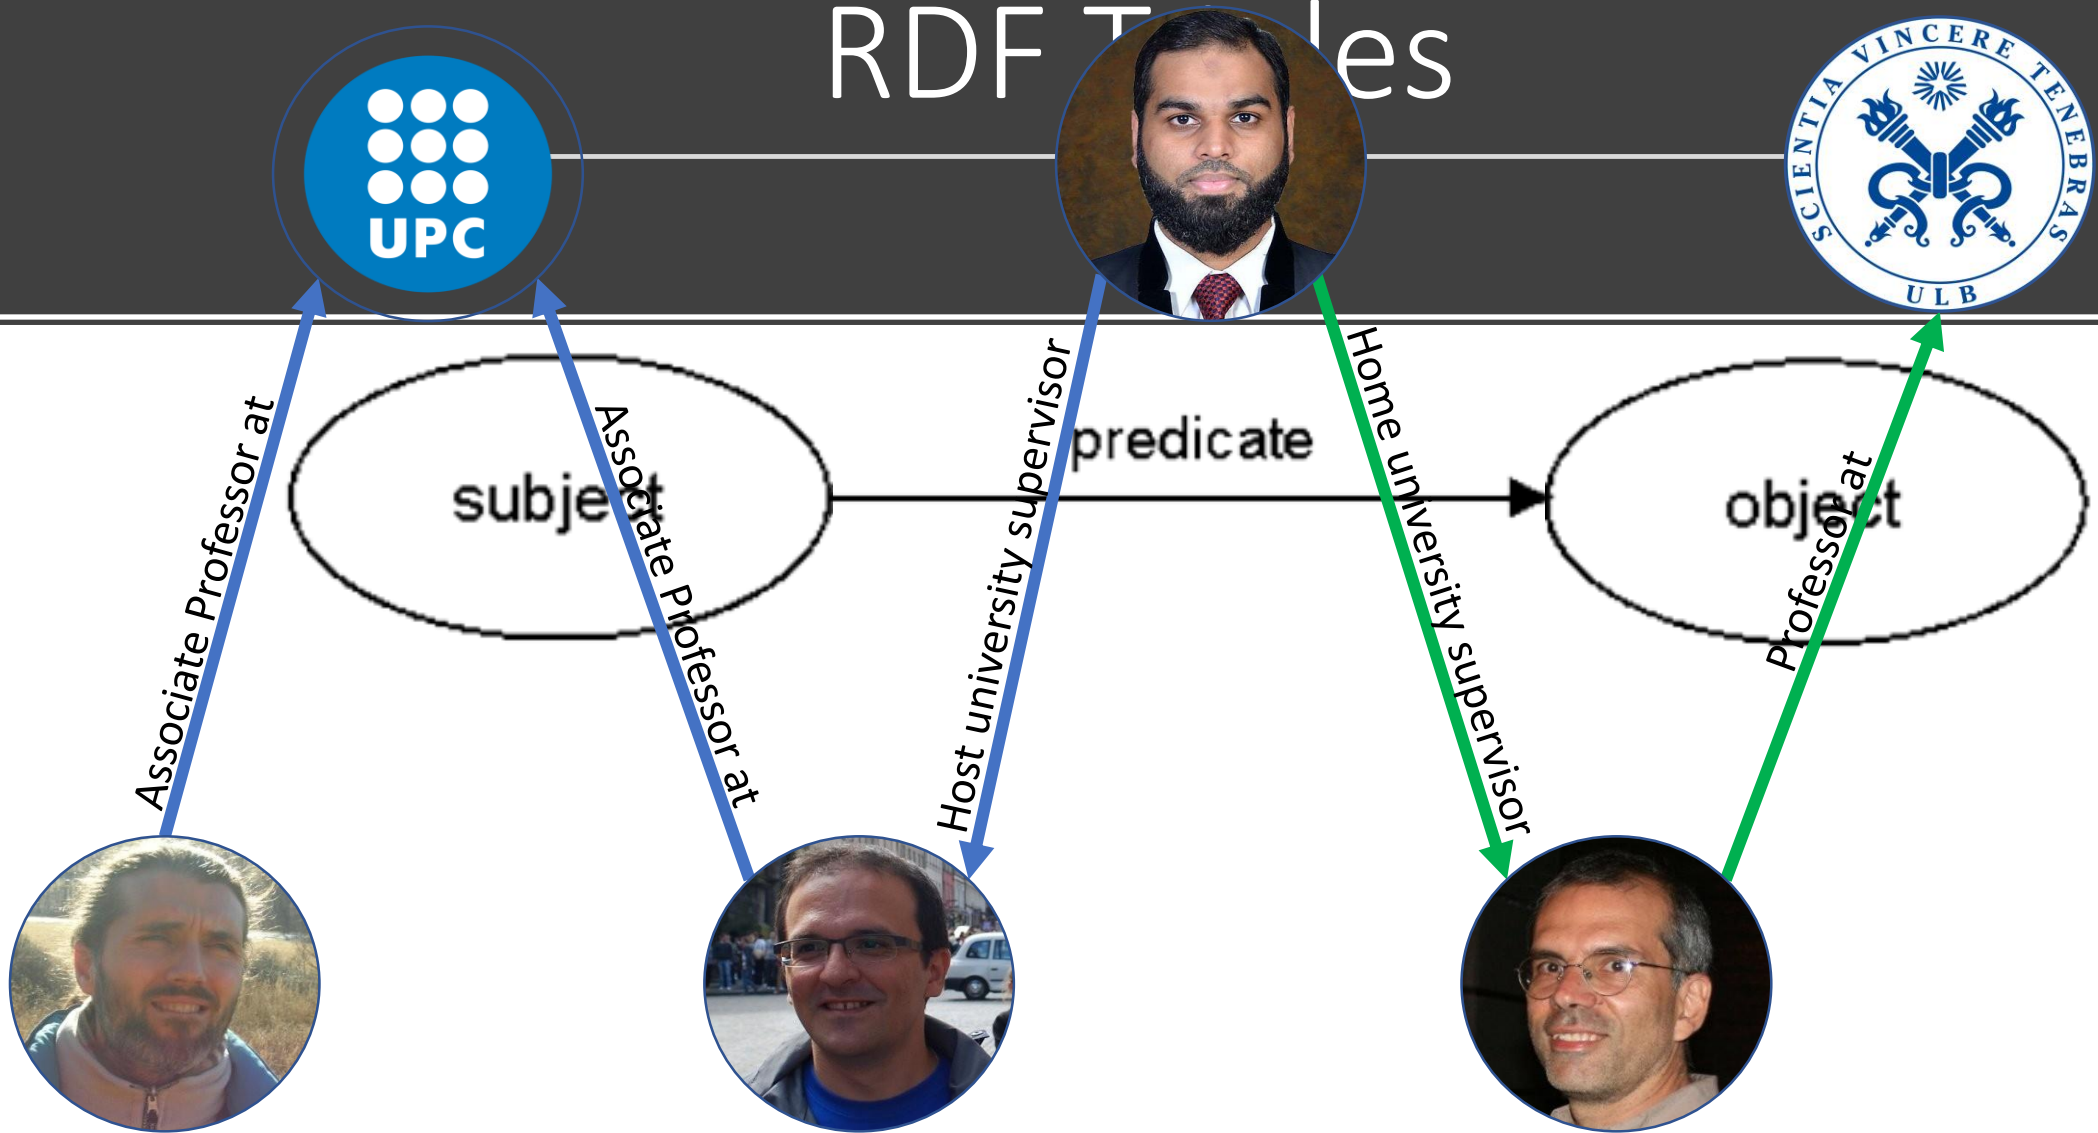 RDF T les
UPC
SCIENTIA VINCERE TENEBRAS
ULB
subject
predicate
object
Associate Professor at
Associate Professor at
Host university supervisor
Home university supervisor
Professor at